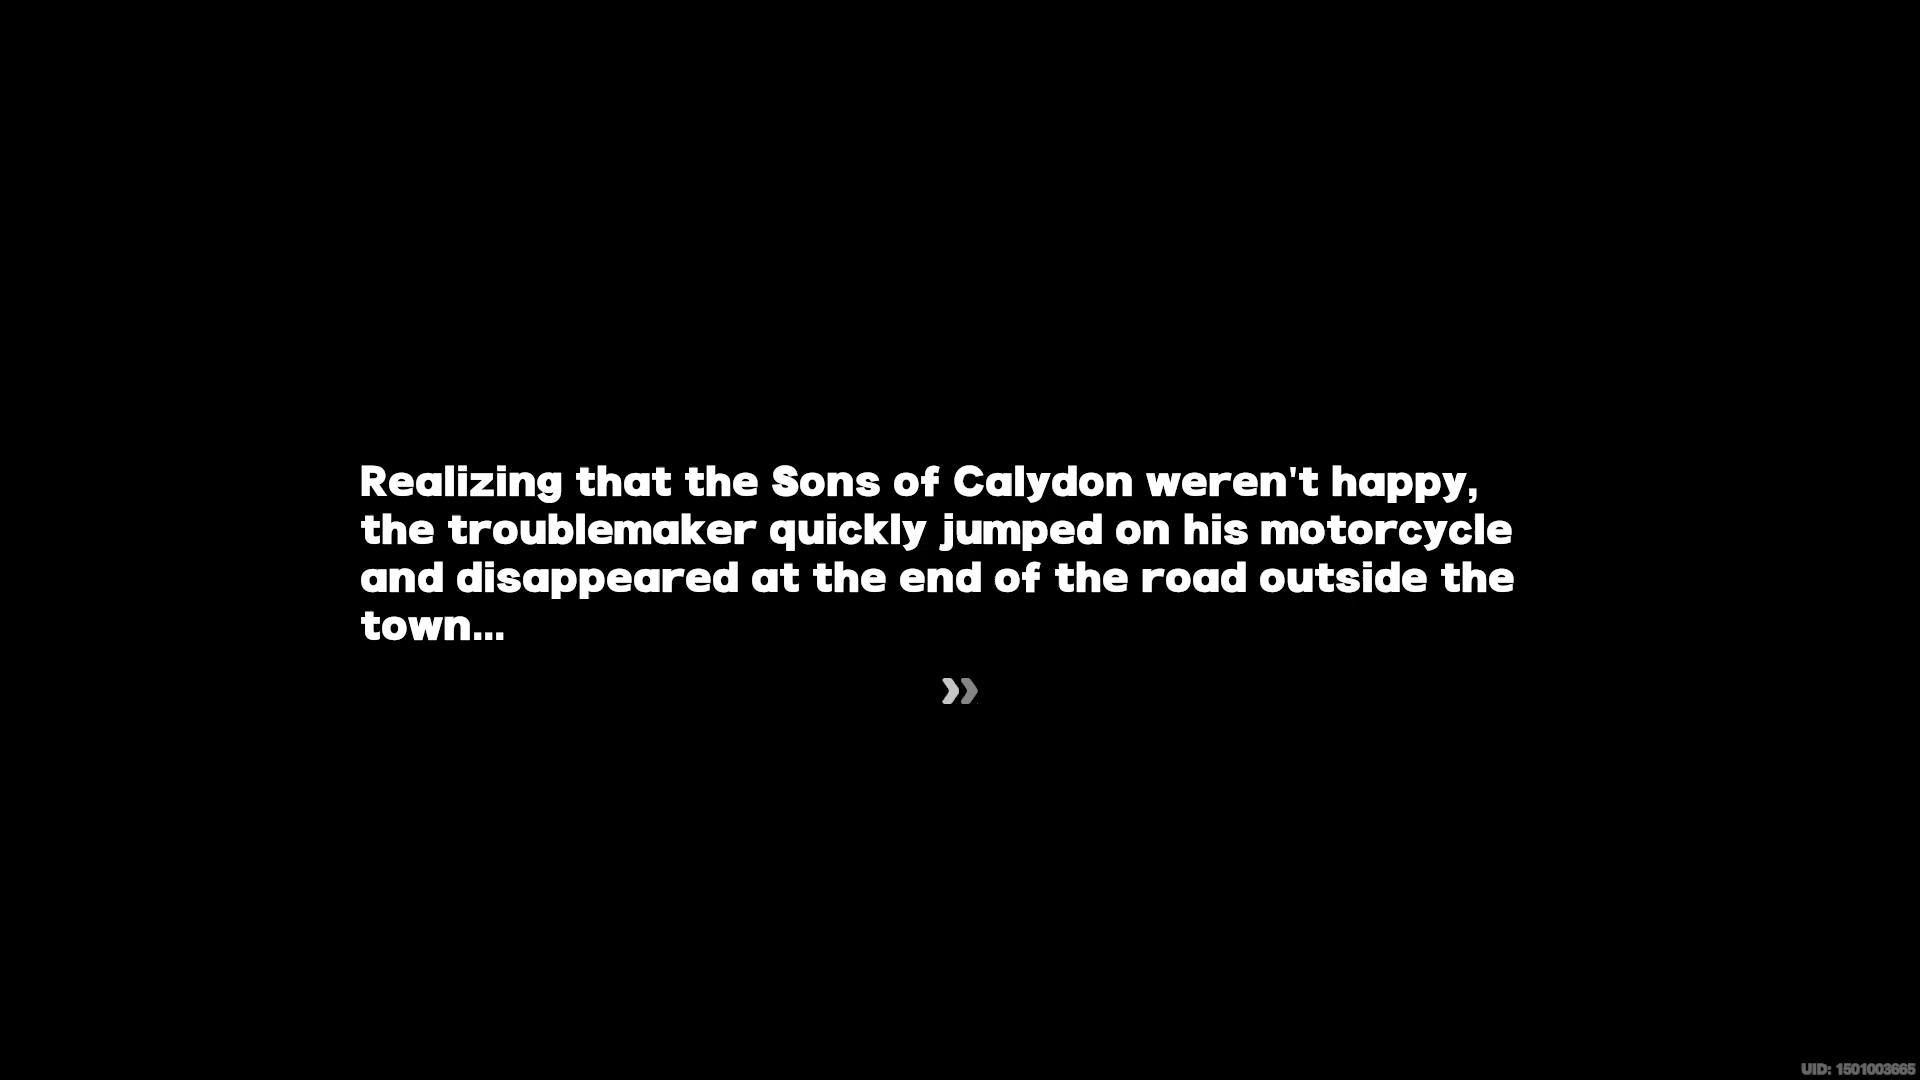 Realizing that the Sons of Calydon weren't happy,
the troublemaker quickly jumped on his motorcycle
and disappeared at the end of the road outside the
town...
UID: 1501003665